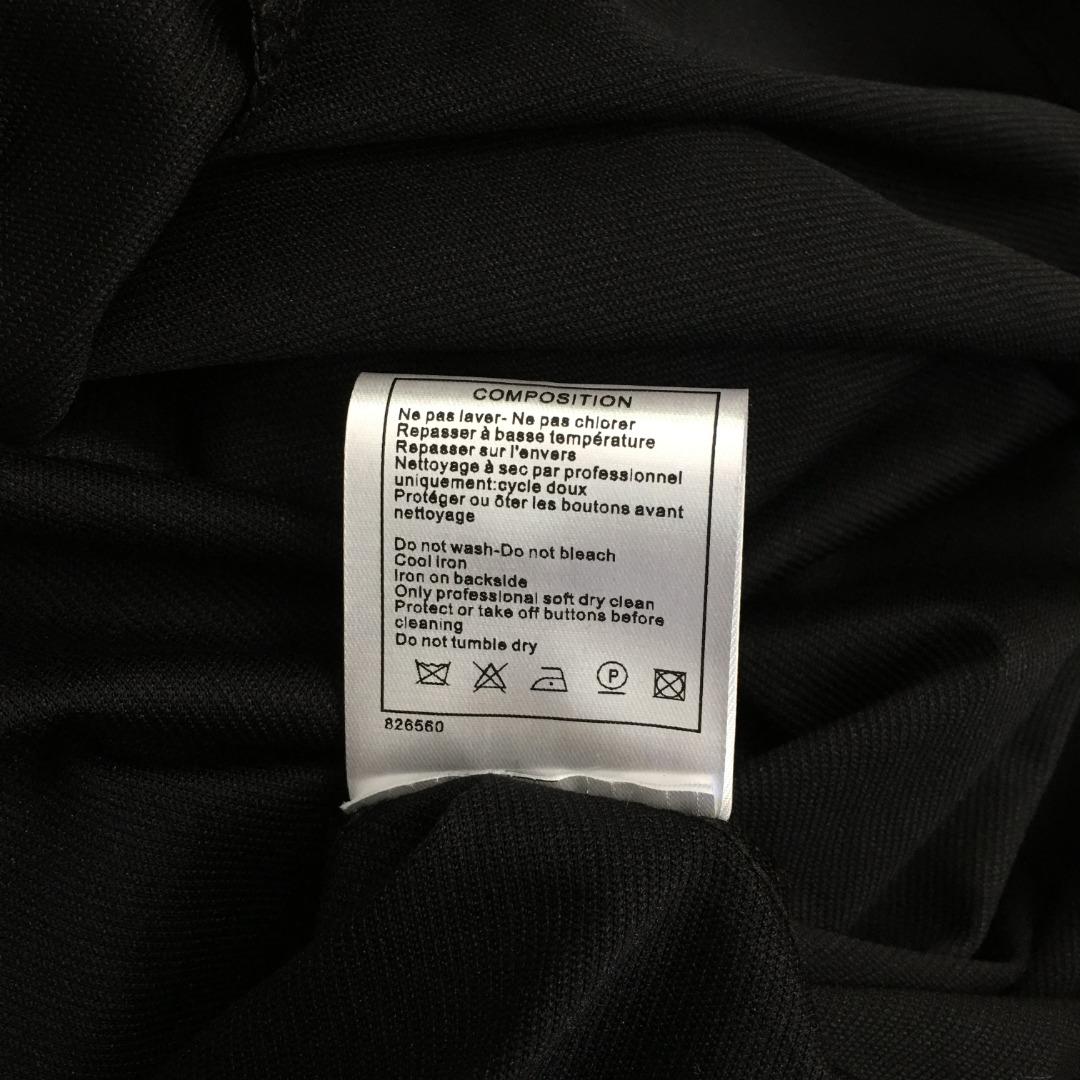 COMPOSITION
Ne pas laver- Ne pas chlorer
Repasser à basse température
Repasser sur l'envers
Nettoyage à sec par professionnel
uniquement:cycle doux
Protéger ou ôter les boutons avant
nettoyage
Do not wash-Do not bleach
Cool iron
Iron on backside
Only professional soft dry clean
Protect or take off buttons before
cleaning
Do not tumble dry
P
826560